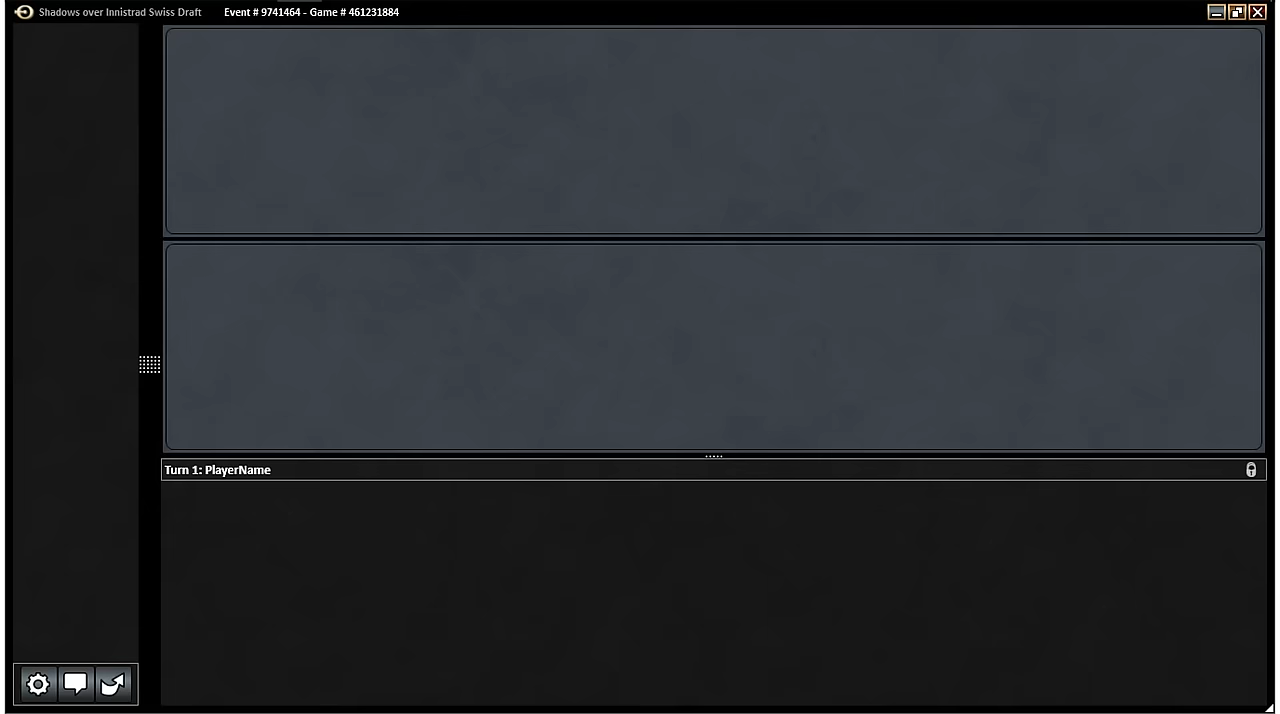 Shadows over Innistrad Swiss Draft Event # 9741464 - Game # 461231884
Turn 1: PlayerName